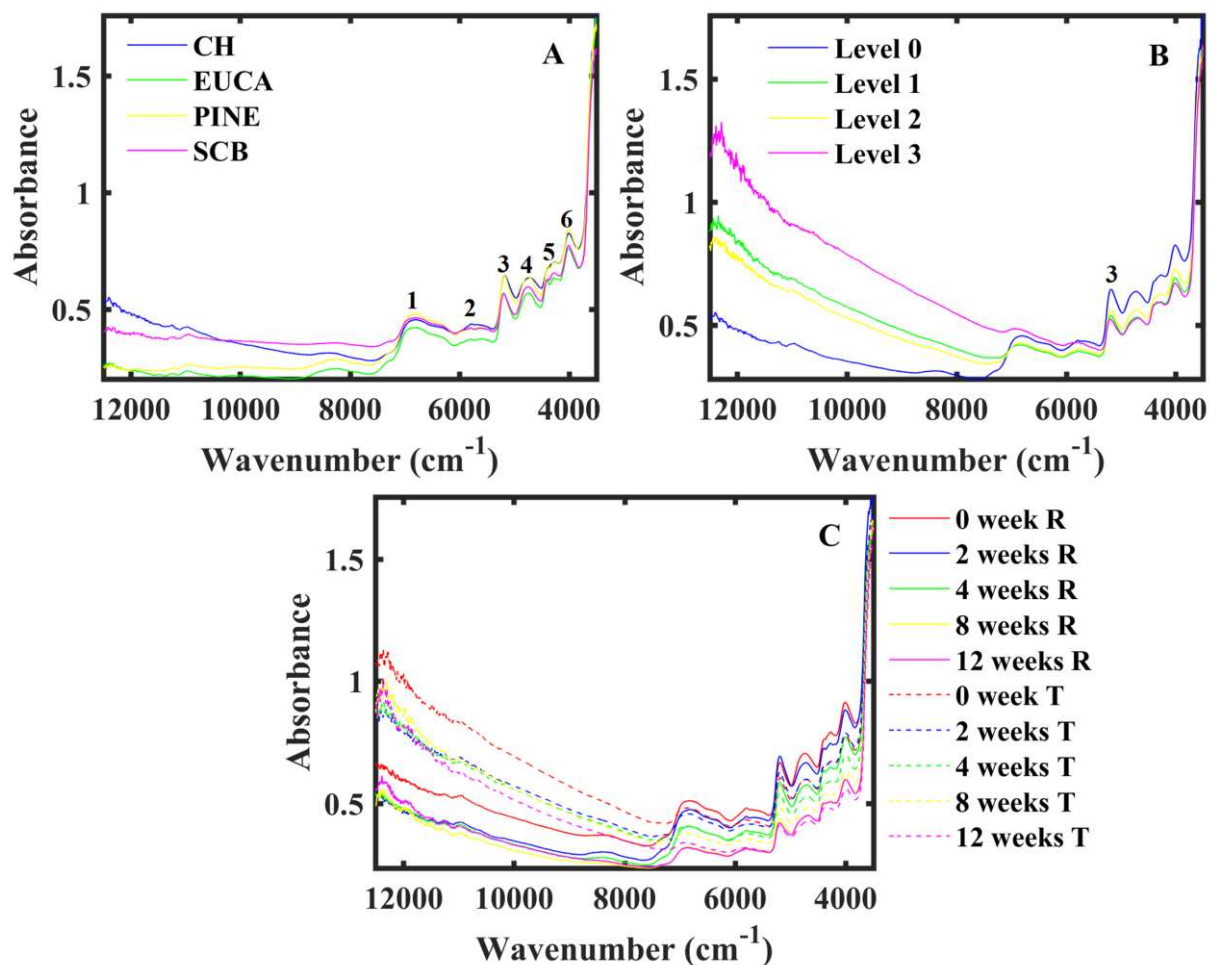 A
CH
EUCA
PINE
SCB
1.5
1
0.5
Absorbance
1
2
3
4
5
6
12000 10000 8000 6000 4000
Wavenumber (cm-1)
B
Level 0
Level 1
Level 2
Level 3
1.5
1
0.5
Absorbance
3
12000 10000 8000 6000 4000
Wavenumber (cm-1)
C
1.5
1
0.5
Absorbance
12000 10000 8000 6000 4000
Wavenumber (cm-1)
0 week R
2 weeks R
4 weeks R
8 weeks R
12 weeks R
0 week T
2 weeks T
4 weeks T
8 weeks T
12 weeks T